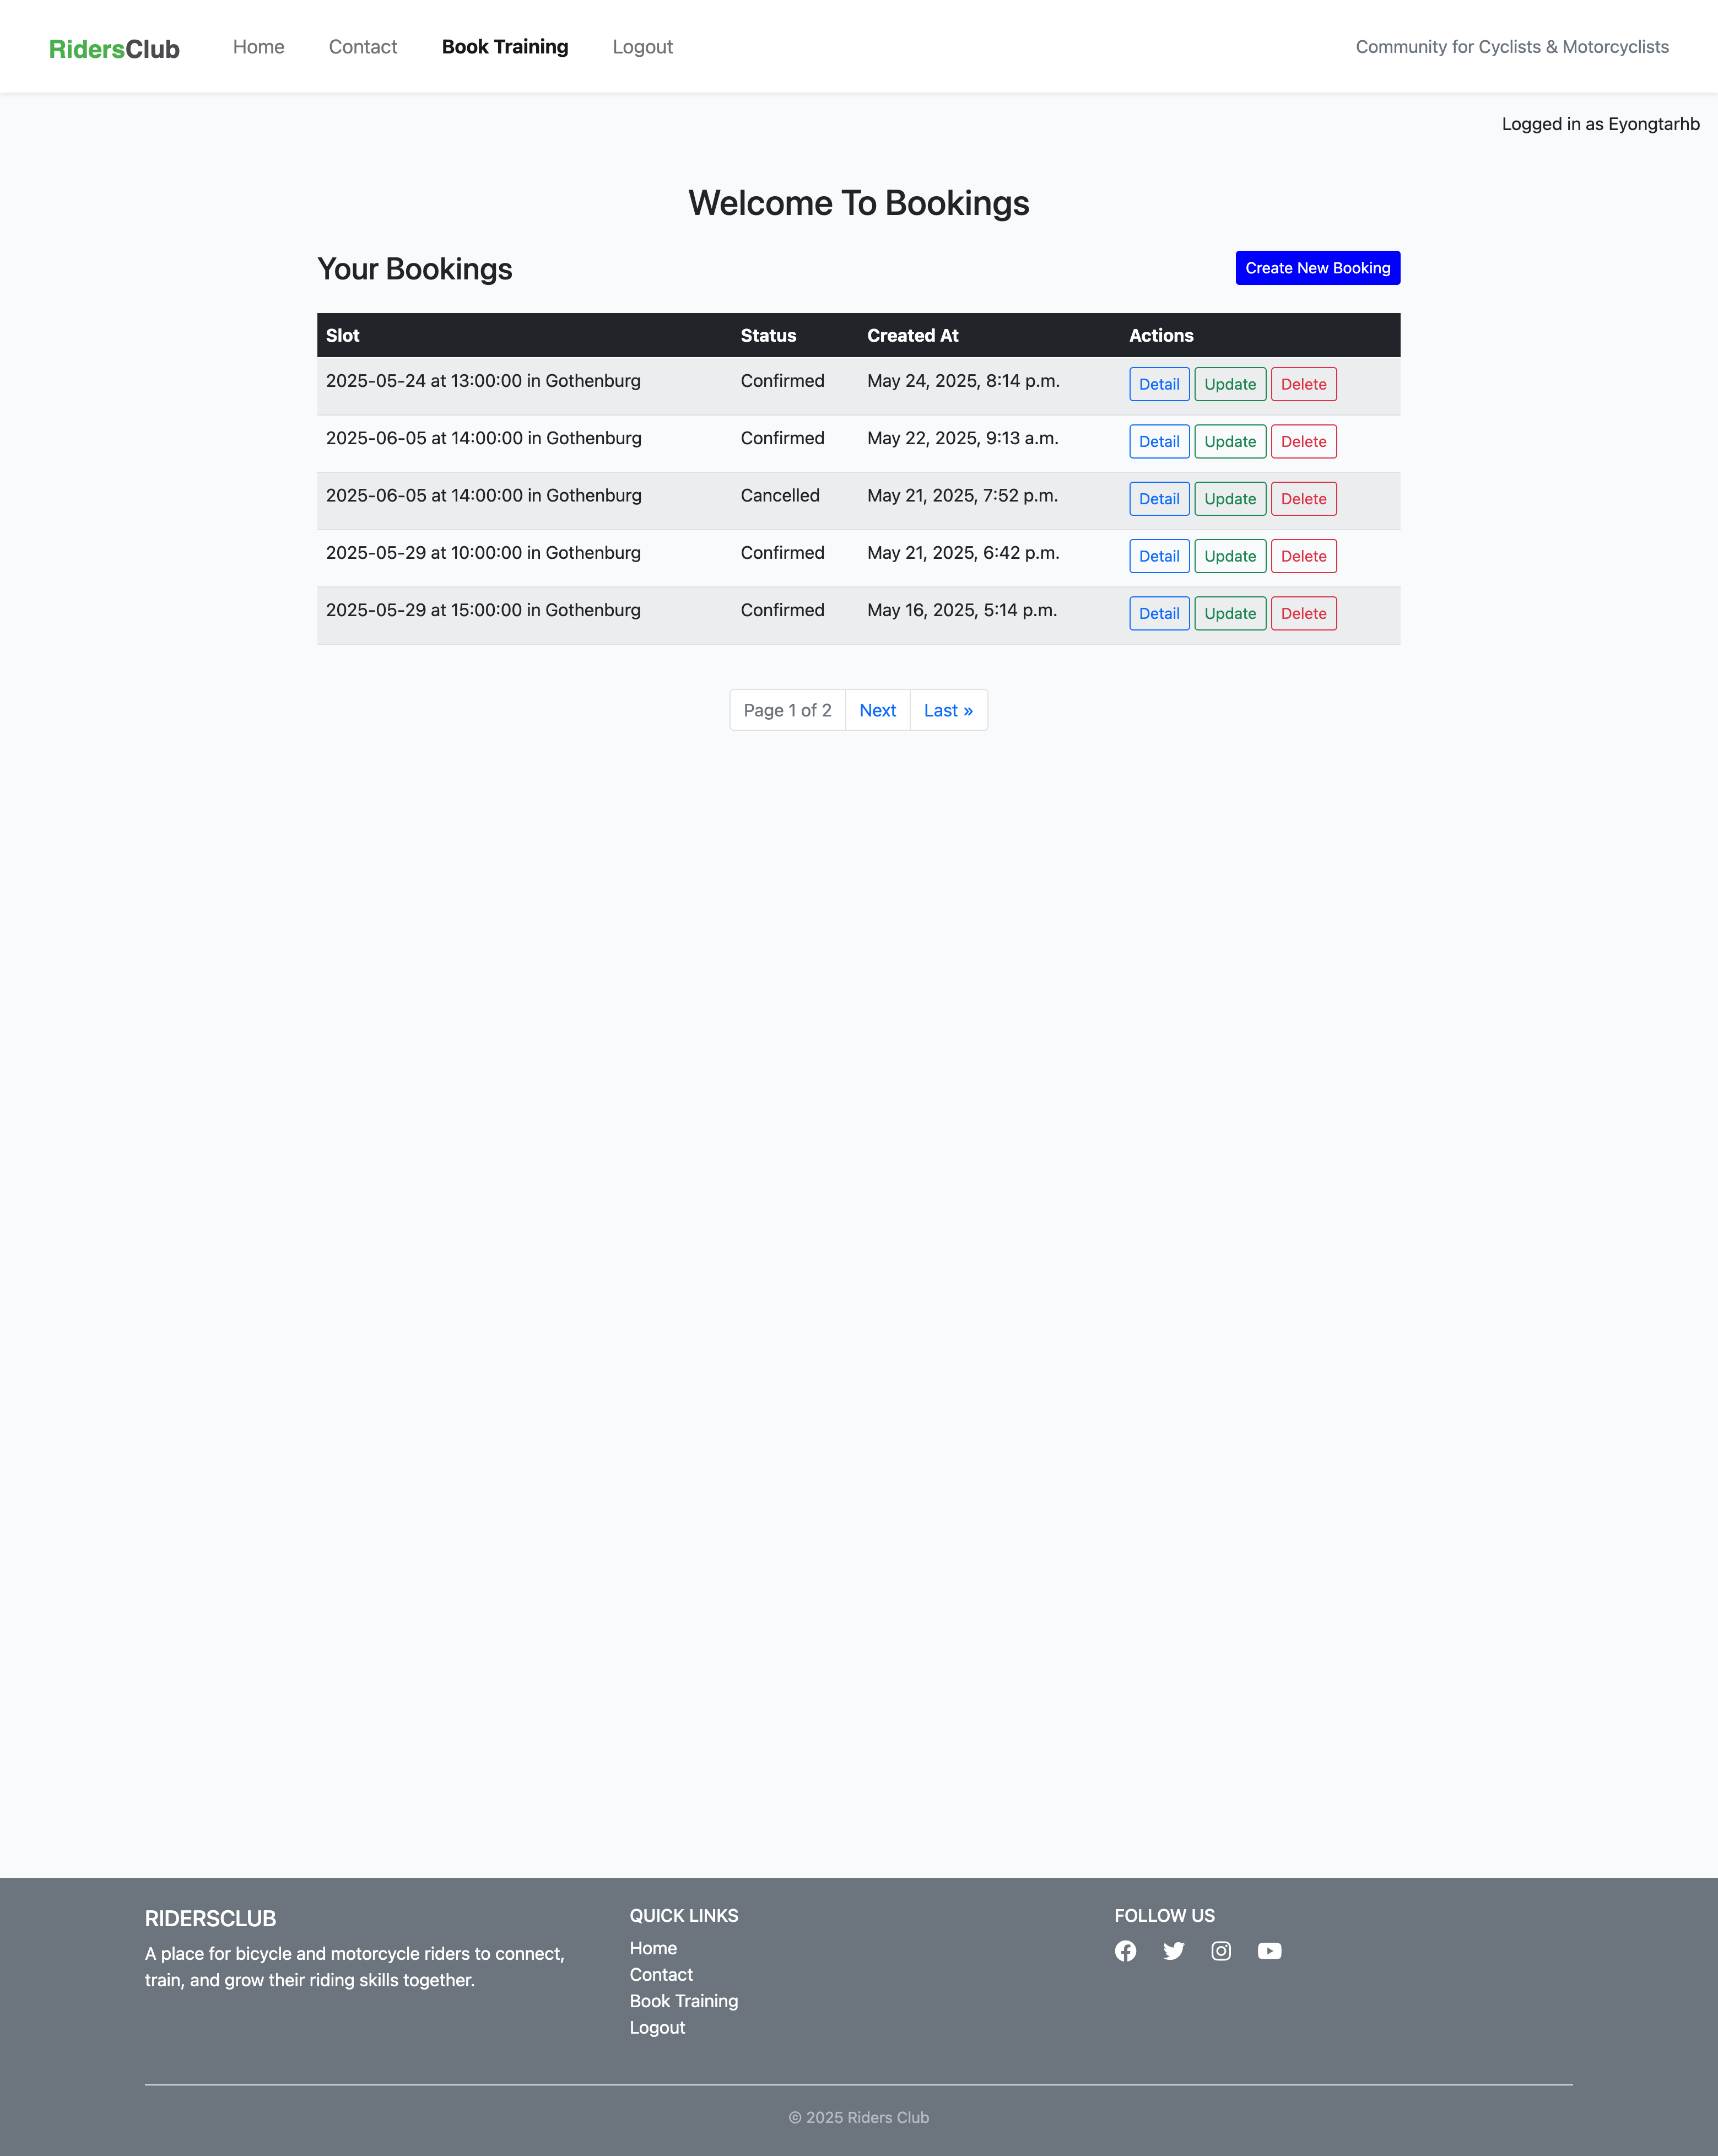 RidersClub Home Contact Book Training Logout Community for Cyclists & Motorcyclists
Logged in as Eyongtarhb
Welcome To Bookings
Your Bookings Create New Booking
Slot Status Created At Actions
2025-05-24 at 13:00:00 in Gothenburg Confirmed May 24, 2025, 8:14 p.m. Detail Update Delete
2025-06-05 at 14:00:00 in Gothenburg Confirmed May 22, 2025, 9:13 a.m. Detail Update Delete
2025-06-05 at 14:00:00 in Gothenburg Cancelled May 21, 2025, 7:52 p.m. Detail Update Delete
2025-05-29 at 10:00:00 in Gothenburg Confirmed May 21, 2025, 6:42 p.m. Detail Update Delete
2025-05-29 at 15:00:00 in Gothenburg Confirmed May 16, 2025, 5:14 p.m. Detail Update Delete
Page 1 of 2 Next Last »
RIDERSCLUB
A place for bicycle and motorcycle riders to connect,
train, and grow their riding skills together.
QUICK LINKS
Home
Contact
Book Training
Logout
FOLLOW US
© 2025 Riders Club